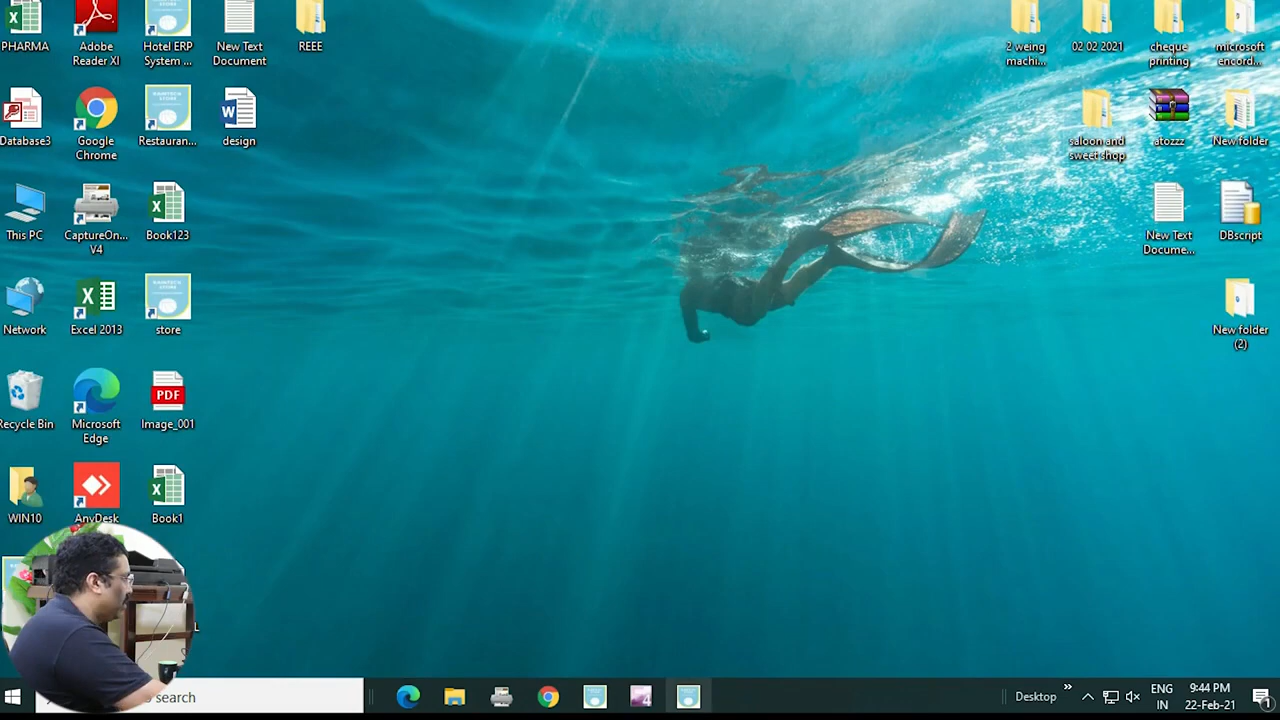 PHARMA
Adobe
Reader XI
Hotel ERP
System ...
New Text
Document
REEE
2 weing
machi...
02 02 2021
cheque
printing
microsoft
encord...
Database3
Google
Chrome
Restauran...
design
saloon and
sweet shop
atozzz
New folder
This PC
CaptureOn...
V4
Book123
New Text
Docume...
DBscript
Network
Excel 2013
store
New folder
(2)
Recycle Bin
Microsoft
Edge
PDF
Image_001
WIN10
AnyDesk
Book1
search
Desktop
ENG
IN
9:44 PM
22-Feb-21
1